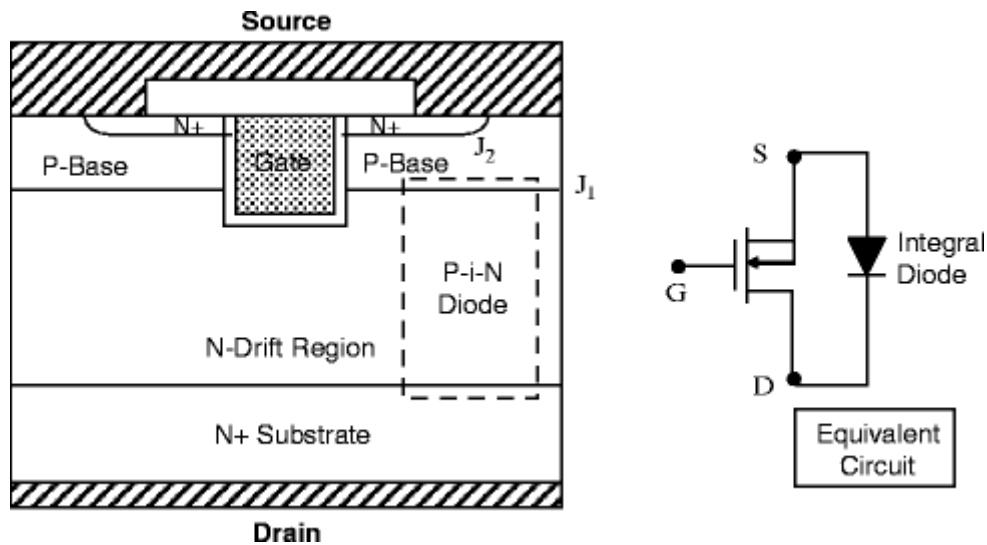 Source
N+
N+
Gate
P-Base
P-Base
J2
J1
P-i-N
Diode
N-Drift Region
N+ Substrate
Drain
S
G
D
Integral
Diode
Equivalent
Circuit